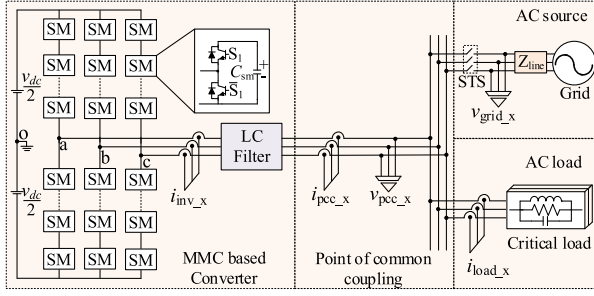 SM SM SM
SM SM SM
SM SM SM
v_dc
2
o
v_dc
2
a
b
c
SM SM SM
SM SM SM
SM SM SM
S1
C_sm
+
-
S1
i_inv_x
LC
Filter
MMC based
Converter
i_pcc_x
v_pcc_x
Point of common
coupling
AC source
STS
Z_line
Grid
v_grid_x
AC load
Critical load
i_load_x